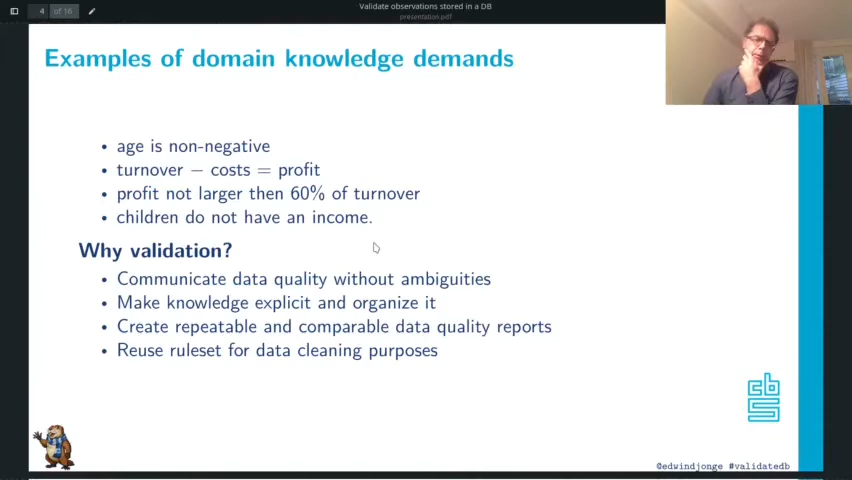 Validate observations stored in a DB
presentation.pdf
4 of 16
Examples of domain knowledge demands
• age is non-negative
• turnover − costs = profit
• profit not larger then 60% of turnover
• children do not have an income.
Why validation?
• Communicate data quality without ambiguities
• Make knowledge explicit and organize it
• Create repeatable and comparable data quality reports
• Reuse ruleset for data cleaning purposes
cbs
@edwindjonge #validatedb